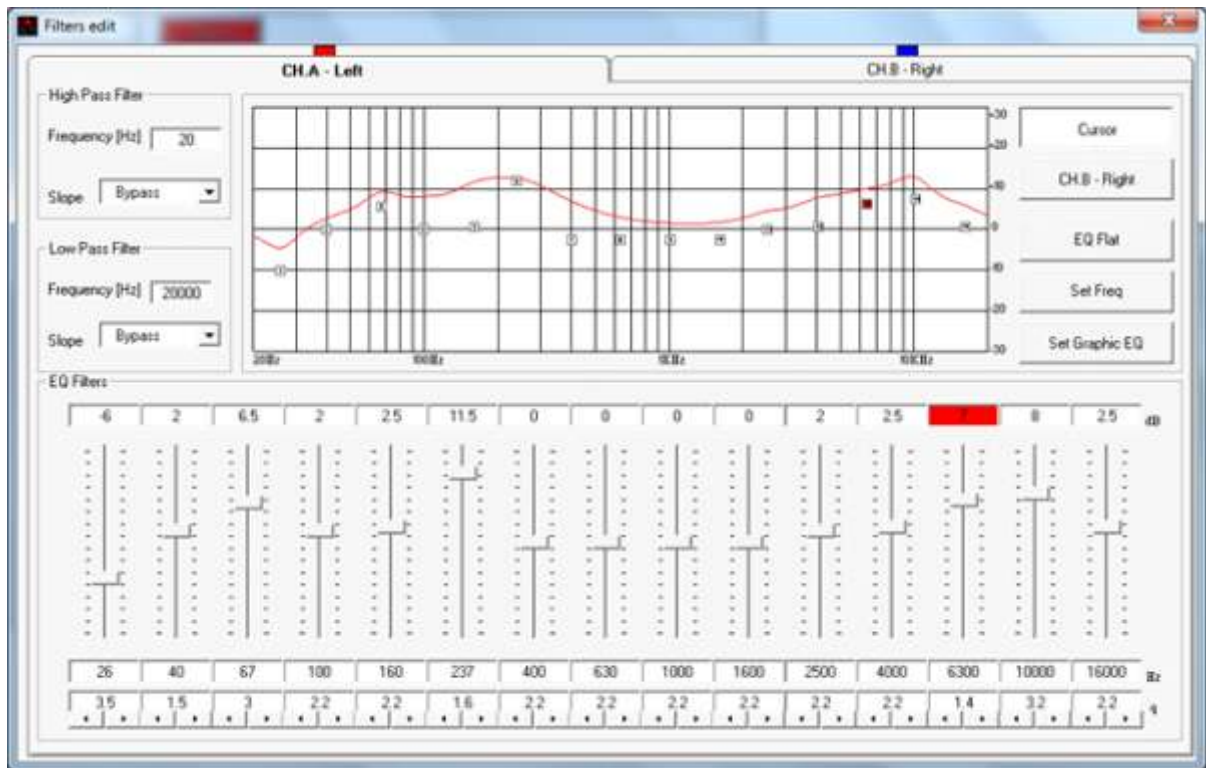 Filters edit
CH.A - Left
CH.B - Right
High Pass Filter
Frequency [Hz] 20
Slope Bypass
Low Pass Filter
Frequency [Hz] 20000
Slope Bypass
Cursor
CH.B - Right
EQ Flat
Set Freq
Set Graphic EQ
20Hz 100Hz 1KHz 10KHz
EQ Filters
-6 2 6.5 2 2.5 11.5 0 0 0 0 2 2.5 7 8 2.5 dB
26 40 67 100 160 237 400 630 1000 1600 2500 4000 6300 10000 16000 Hz
3.5 1.5 3 2.2 2.2 1.6 2.2 2.2 2.2 2.2 2.2 2.2 1.4 3.2 2.2 q